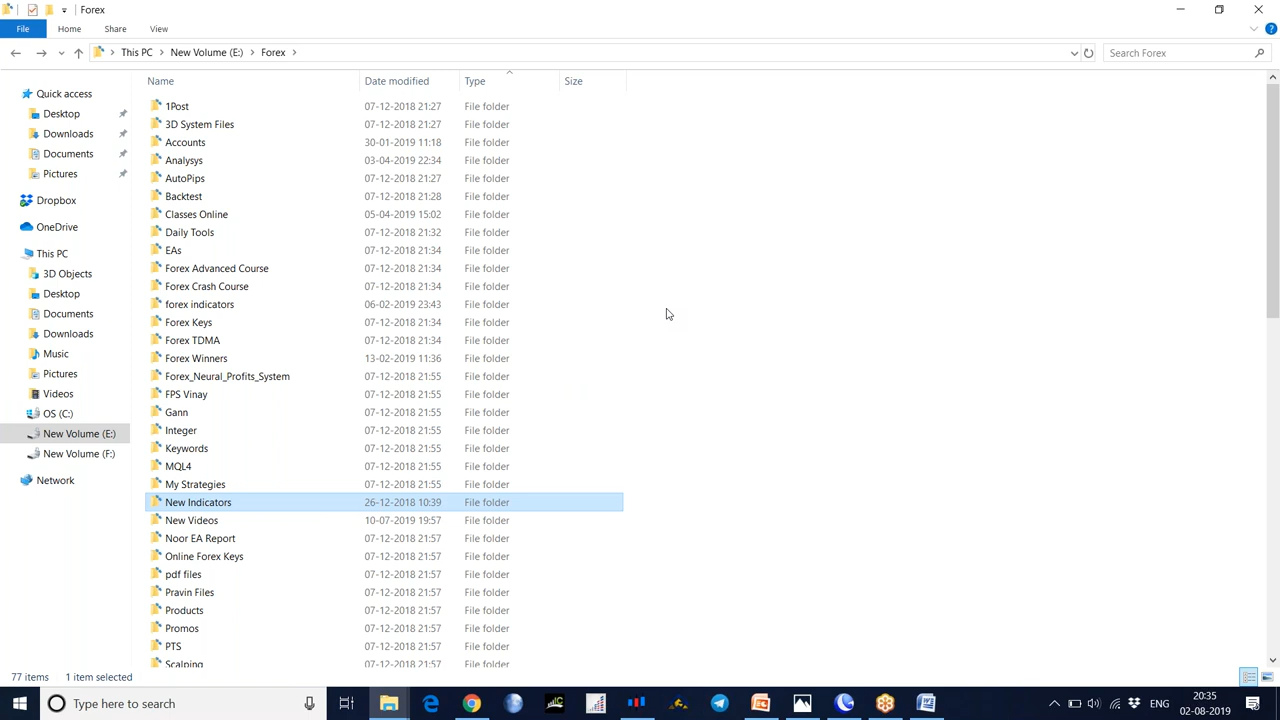 Forex
File Home Share View
This PC New Volume (E:) Forex Search Forex
Name Date modified Type Size
Quick access
Desktop
Downloads
Documents
Pictures
Dropbox
OneDrive
This PC
3D Objects
Desktop
Documents
Downloads
Music
Pictures
Videos
OS (C:)
New Volume (E:)
New Volume (F:)
Network
1Post 07-12-2018 21:27 File folder
3D System Files 07-12-2018 21:27 File folder
Accounts 30-01-2019 11:18 File folder
Analysys 03-04-2019 22:34 File folder
AutoPips 07-12-2018 21:27 File folder
Backtest 07-12-2018 21:28 File folder
Classes Online 05-04-2019 15:02 File folder
Daily Tools 07-12-2018 21:32 File folder
EAs 07-12-2018 21:34 File folder
Forex Advanced Course 07-12-2018 21:34 File folder
Forex Crash Course 07-12-2018 21:34 File folder
forex indicators 06-02-2019 23:43 File folder
Forex Keys 07-12-2018 21:34 File folder
Forex TDMA 07-12-2018 21:34 File folder
Forex Winners 13-02-2019 11:36 File folder
Forex_Neural_Profits_System 07-12-2018 21:55 File folder
FPS Vinay 07-12-2018 21:55 File folder
Gann 07-12-2018 21:55 File folder
Integer 07-12-2018 21:55 File folder
Keywords 07-12-2018 21:55 File folder
MQL4 07-12-2018 21:55 File folder
My Strategies 07-12-2018 21:55 File folder
New Indicators 26-12-2018 10:39 File folder
New Videos 10-07-2019 19:57 File folder
Noor EA Report 07-12-2018 21:57 File folder
Online Forex Keys 07-12-2018 21:57 File folder
pdf files 07-12-2018 21:57 File folder
Pravin Files 07-12-2018 21:57 File folder
Products 07-12-2018 21:57 File folder
Promos 07-12-2018 21:57 File folder
PTS 07-12-2018 21:57 File folder
Scalping 07-12-2018 21:57 File folder
77 items 1 item selected
Type here to search
ENG
20:35
02-08-2019